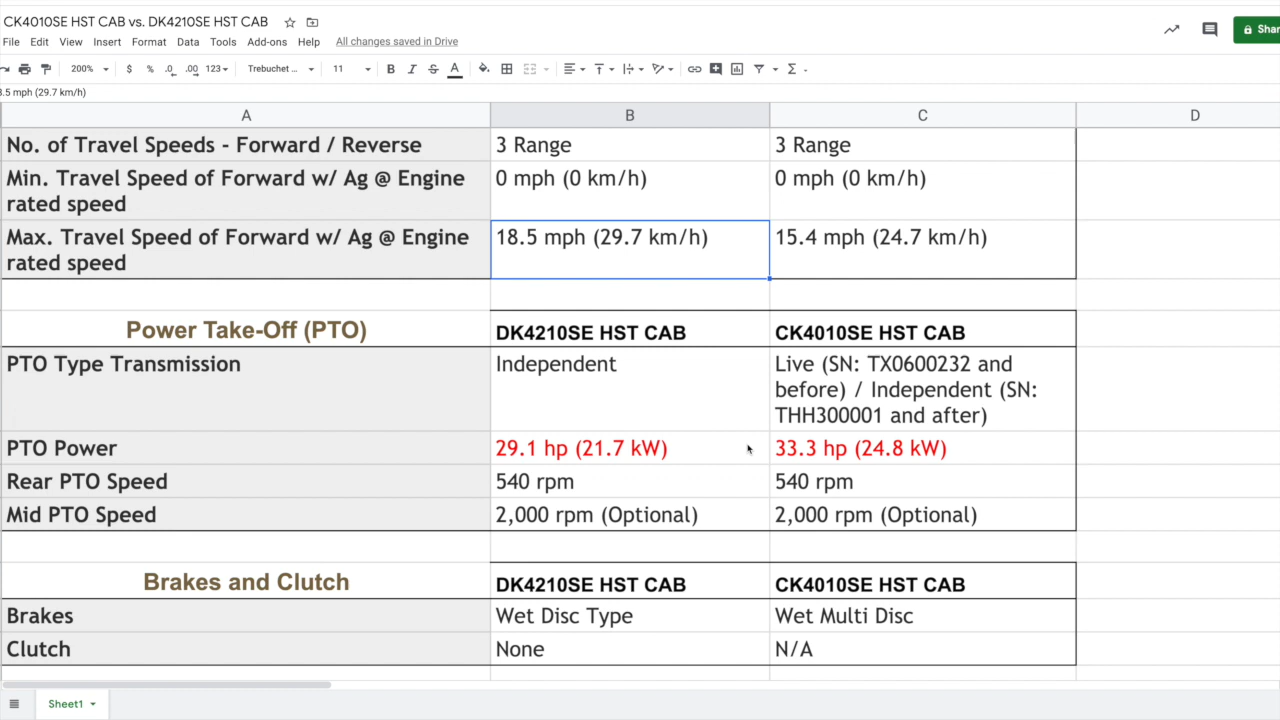 CK4010SE HST CAB vs. DK4210SE HST CAB
File Edit View Insert Format Data Tools Add-ons Help All changes saved in Drive
Shar
200% $ % .0 .00 123 Trebuchet ... 11 B I S A
8.5 mph (29.7 km/h)
A B C D
No. of Travel Speeds - Forward / Reverse 3 Range 3 Range
Min. Travel Speed of Forward w/ Ag @ Engine 0 mph (0 km/h) 0 mph (0 km/h)
rated speed
Max. Travel Speed of Forward w/ Ag @ Engine 18.5 mph (29.7 km/h) 15.4 mph (24.7 km/h)
rated speed
Power Take-Off (PTO) DK4210SE HST CAB CK4010SE HST CAB
PTO Type Transmission Independent Live (SN: TX0600232 and
before) / Independent (SN:
THH300001 and after)
PTO Power 29.1 hp (21.7 kW) 33.3 hp (24.8 kW)
Rear PTO Speed 540 rpm 540 rpm
Mid PTO Speed 2,000 rpm (Optional) 2,000 rpm (Optional)
Brakes and Clutch DK4210SE HST CAB CK4010SE HST CAB
Brakes Wet Disc Type Wet Multi Disc
Clutch None N/A
Sheet1